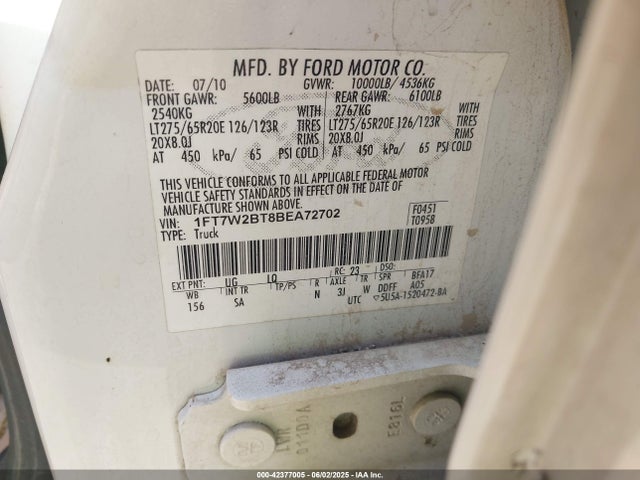 MFD. BY FORD MOTOR CO.
DATE: 07/10 GVWR: 10000LB/ 4536KG
FRONT GAWR: 5600LB REAR GAWR: 6100LB
2540KG WITH 2767KG WITH
LT275/65R20E 126/123R TIRES LT275/65R20E 126/123R TIRES
20X8.0J RIMS 20X8.0J RIMS
AT 450 kPa/ 65 PSI COLD AT 450 kPa/ 65 PSI COLD
THIS VEHICLE CONFORMS TO ALL APPLICABLE FEDERAL MOTOR
VEHICLE SAFETY STANDARDS IN EFFECT ON THE DATE OF
MANUFACTURE SHOWN ABOVE.
VIN: 1FT7W2BT8BEA72702 F0451
TYPE: Truck T0958
EXT PNT: UG LQ RC: 23 DSO:
WB INT TR TP/PS R AXLE TR SPR BFA17
156 SA N 3J W DDFF A05
UTC 5U5A-1520472-BA
LWR
011D0A
E816L
000-42377005 - 06/02/2025 - IAA Inc.